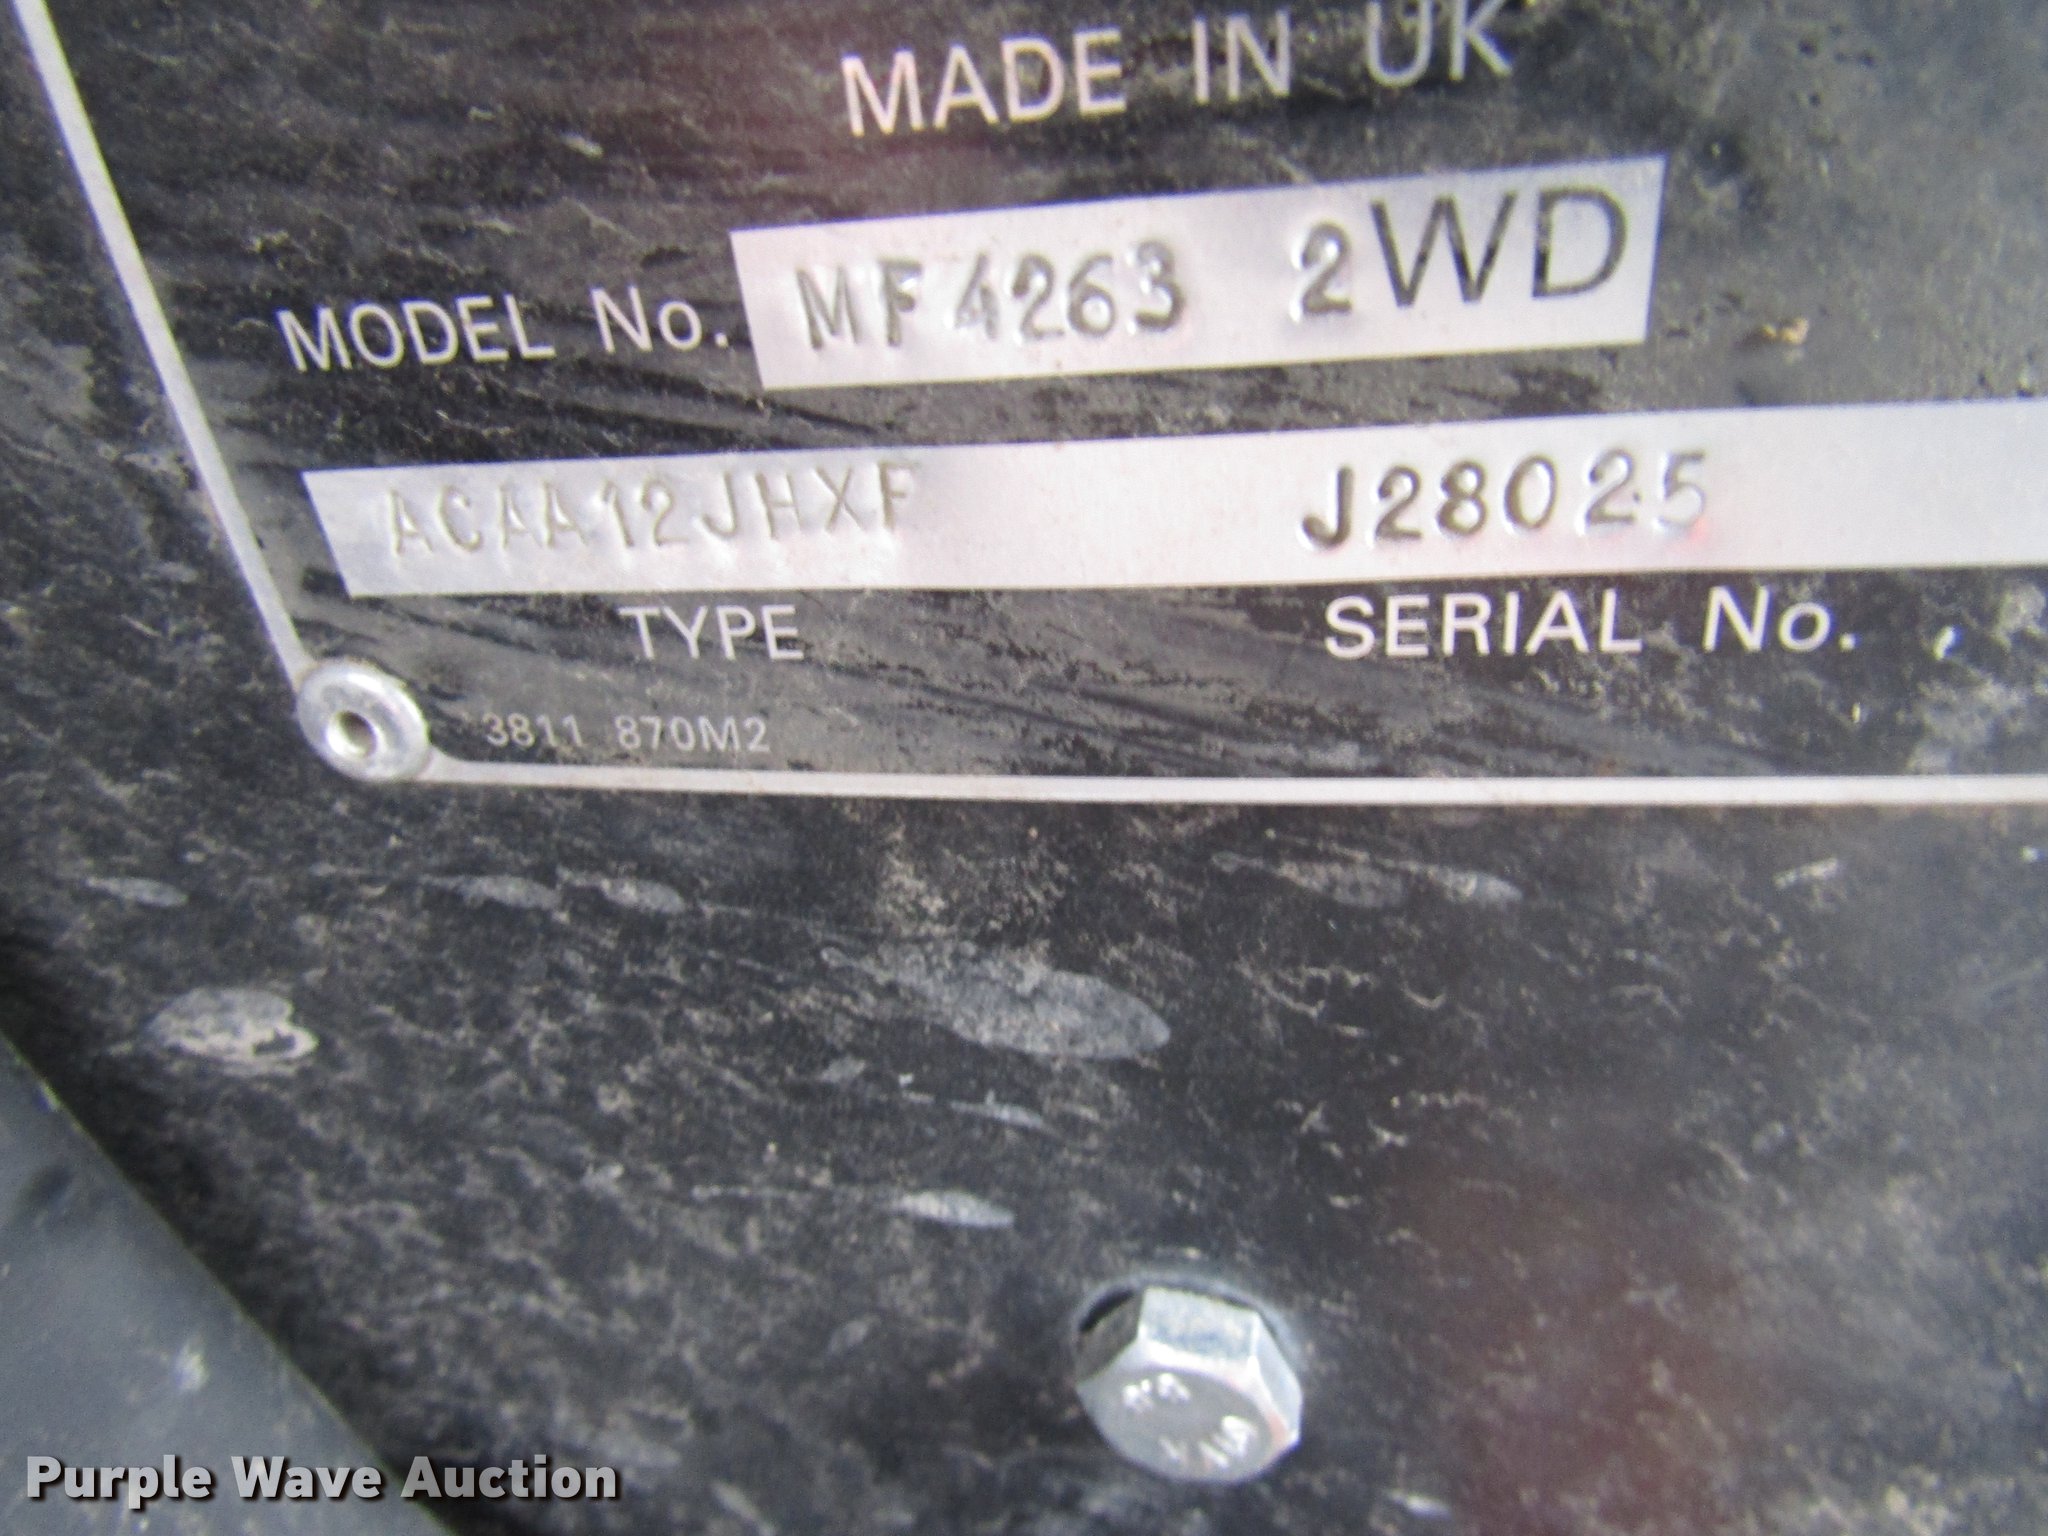 MADE IN UK
MODEL No. MF4263 2WD
ACAA12JHXF J28025
TYPE SERIAL No.
3811 870M2
Purple Wave Auction